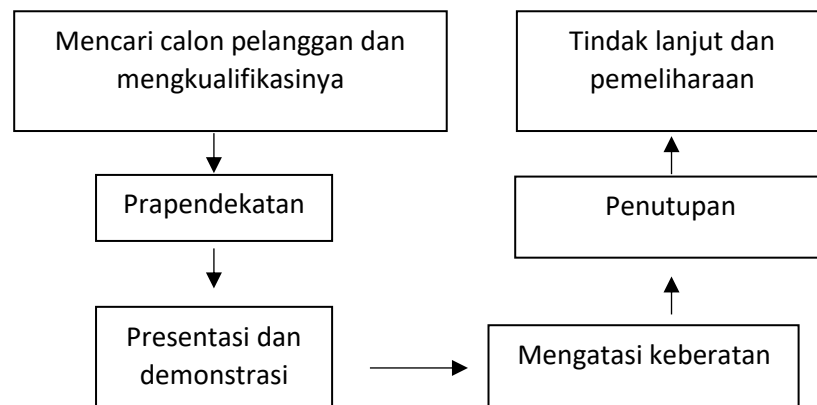 Mencari calon pelanggan dan
mengkualifikasinya
Prapendekatan
Presentasi dan
demonstrasi
Mengatasi keberatan
Penutupan
Tindak lanjut dan
pemeliharaan